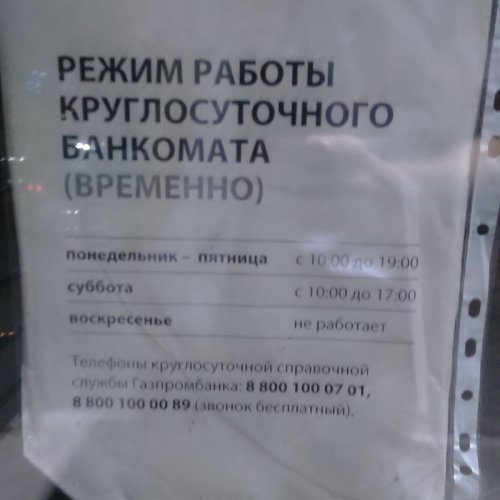 РЕЖИМ РАБОТЫ
КРУГЛОСУТОЧНОГО
БАНКОМАТА
(ВРЕМЕННО)
понедельник – пятница с 10:00 до 19:00
суббота с 10:00 до 17:00
воскресенье не работает
Телефоны круглосуточной справочной
службы Газпромбанка: 8 800 100 07 01,
8 800 100 00 89 (звонок бесплатный).